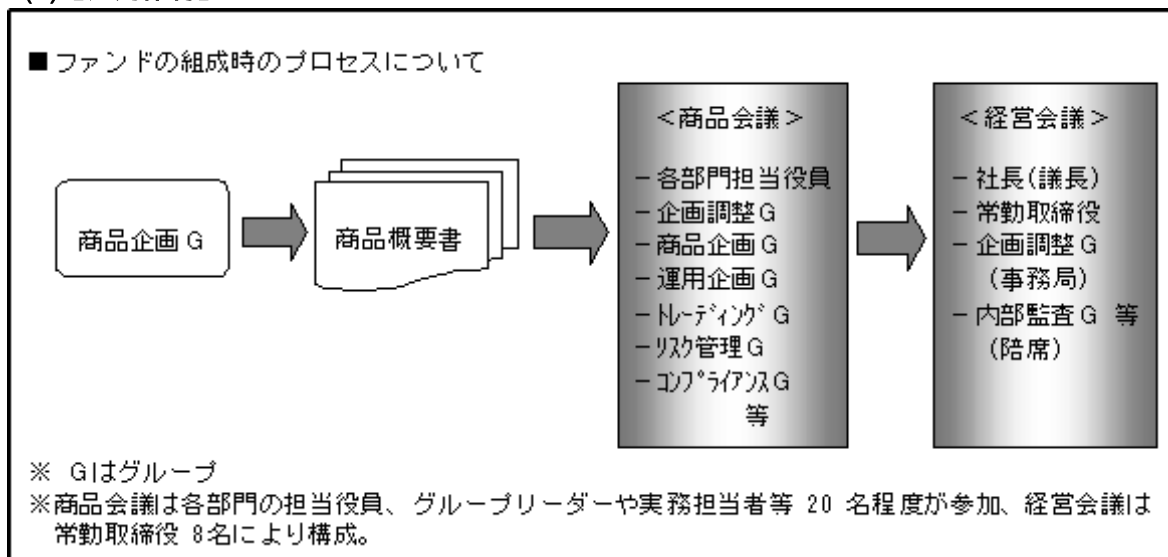 ■ファンドの組成時のプロセスについて
商品企画G
商品概要書
＜商品会議＞
－各部門担当役員
－企画調整G
－商品企画G
－運用企画G
－ﾄﾚｰﾃﾞｨﾝｸﾞG
－ﾘｽｸ管理G
－ｺﾝﾌﾟﾗｲｱﾝｽG
等
＜経営会議＞
－社長(議長)
－常勤取締役
－企画調整G
(事務局)
－内部監査G 等
(陪席)
※ Gはグループ
※商品会議は各部門の担当役員、グループリーダーや実務担当者等 20 名程度が参加、経営会議は
常勤取締役 8名により構成。